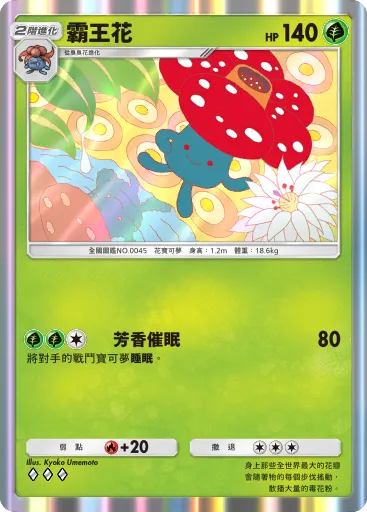 2階進化 霸王花 HP 140
從臭臭花進化
全國圖鑑NO.0045 花寶可夢 身高：1.2m 體重：18.6kg
芳香催眠 80
將對手的戰鬥寶可夢睡眠。
弱點 +20 撤退
Illus. Kyoko Umemoto
身上那些全世界最大的花瓣
會隨著牠的每個步伐搖動，
散播大量的毒花粉。